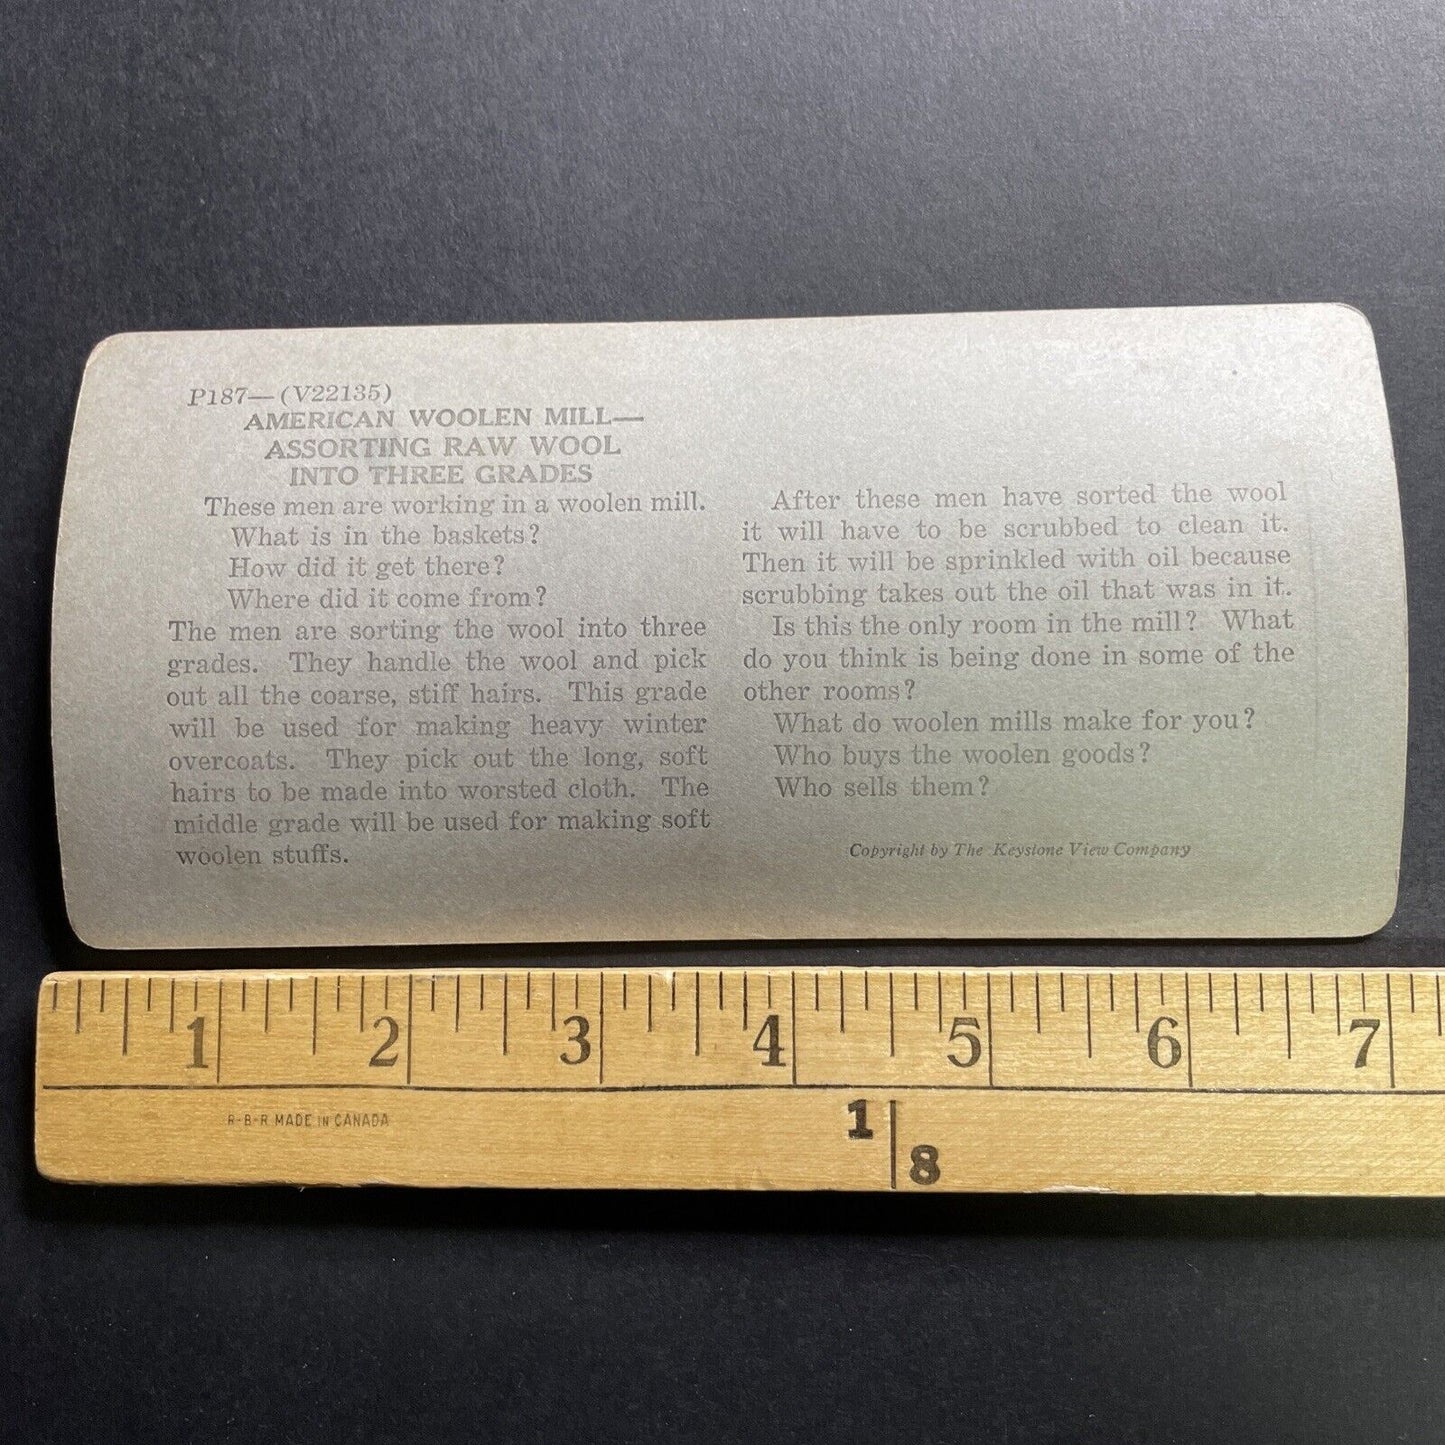 P187—(V22135)
AMERICAN WOOLEN MILL—
ASSORTING RAW WOOL
INTO THREE GRADES
These men are working in a woolen mill.
What is in the baskets?
How did it get there?
Where did it come from?
The men are sorting the wool into three
grades. They handle the wool and pick
out all the coarse, stiff hairs. This grade
will be used for making heavy winter
overcoats. They pick out the long, soft
hairs to be made into worsted cloth. The
middle grade will be used for making soft
woolen stuffs.
After these men have sorted the wool
it will have to be scrubbed to clean it.
Then it will be sprinkled with oil because
scrubbing takes out the oil that was in it.
Is this the only room in the mill? What
do you think is being done in some of the
other rooms?
What do woolen mills make for you?
Who buys the woolen goods?
Who sells them?
Copyright by The Keystone View Company
1 2 3 4 5 6 7
R-B-R MADE IN CANADA
1
8